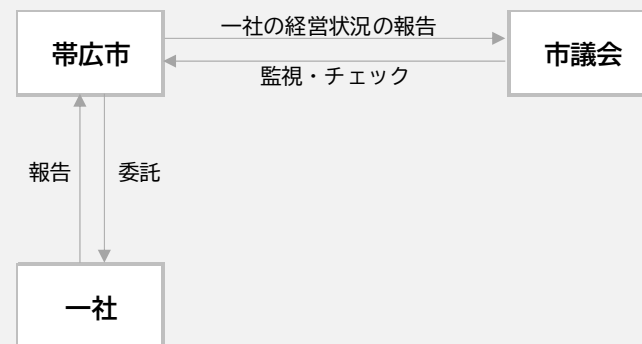 一社の経営状況の報告
帯広市
市議会
監視・チェック
報告
委託
一社